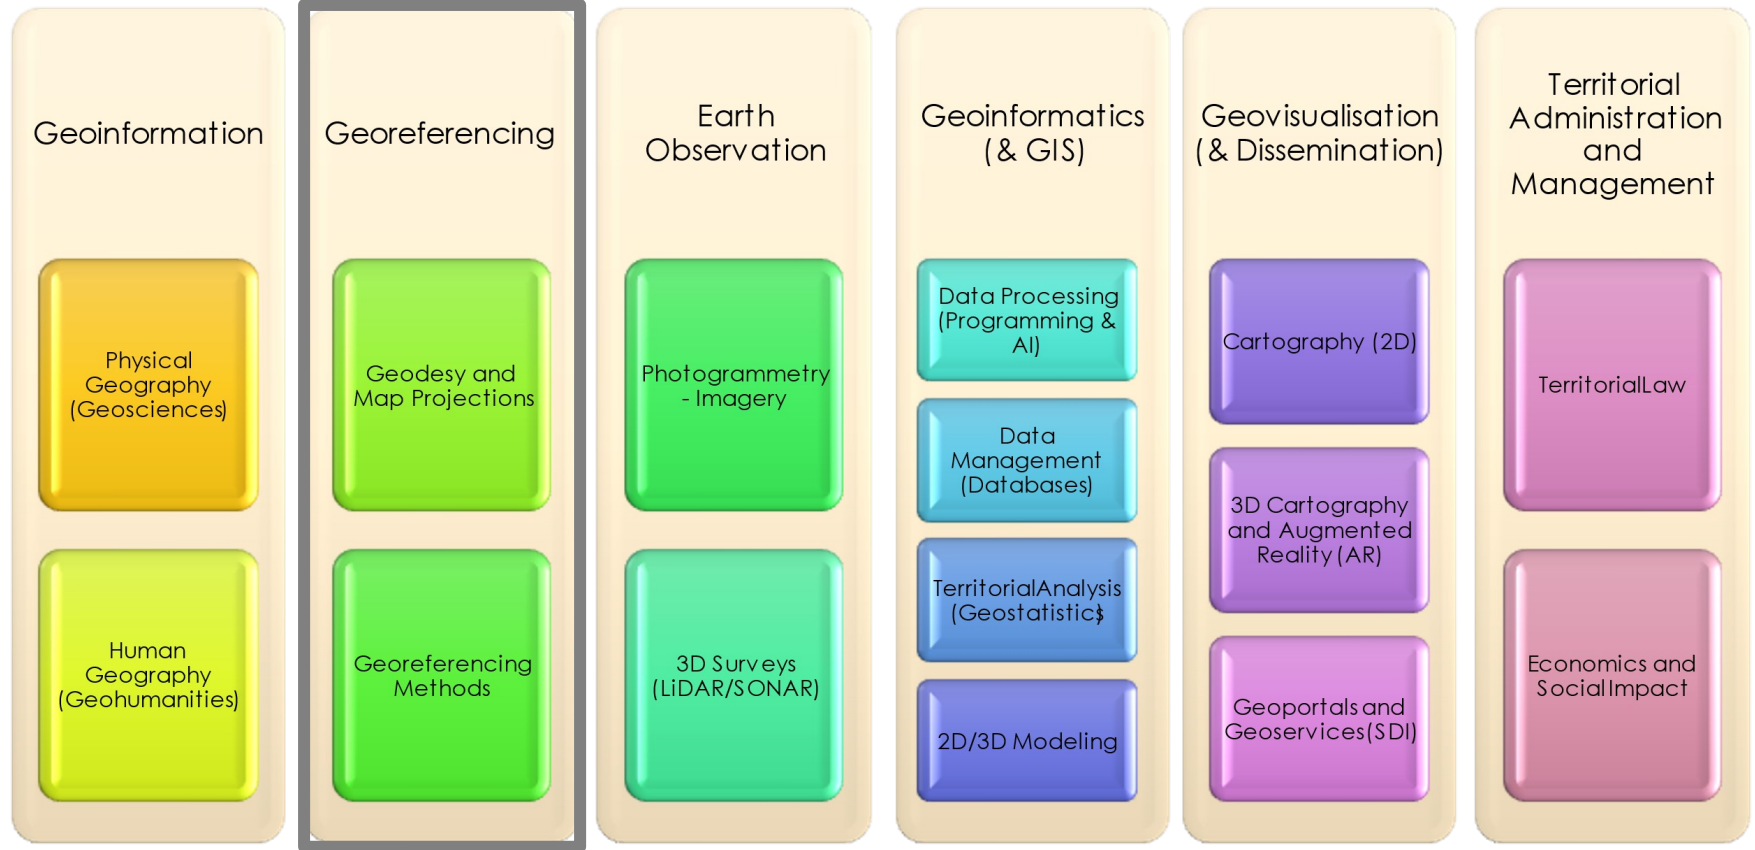 Geoinformation
Physical
Geography
(Geosciences)
Human
Geography
(Geohumanities)
Georeferencing
Geodesy and
Map Projections
Georeferencing
Methods
Earth
Observation
Photogrammetry
- Imagery
3D Surveys
(LiDAR/SONAR)
Geoinformatics
(& GIS)
Data Processing
(Programming &
AI)
Data
Management
(Databases)
TerritorialAnalysis
(Geostatistics)
2D/3D Modeling
Geovisualisation
(& Dissemination)
Cartography (2D)
3D Cartography
and Augmented
Reality (AR)
Geoportals and
Geoservices(SDI)
Territorial
Administration
and
Management
TerritorialLaw
Economics and
Social Impact